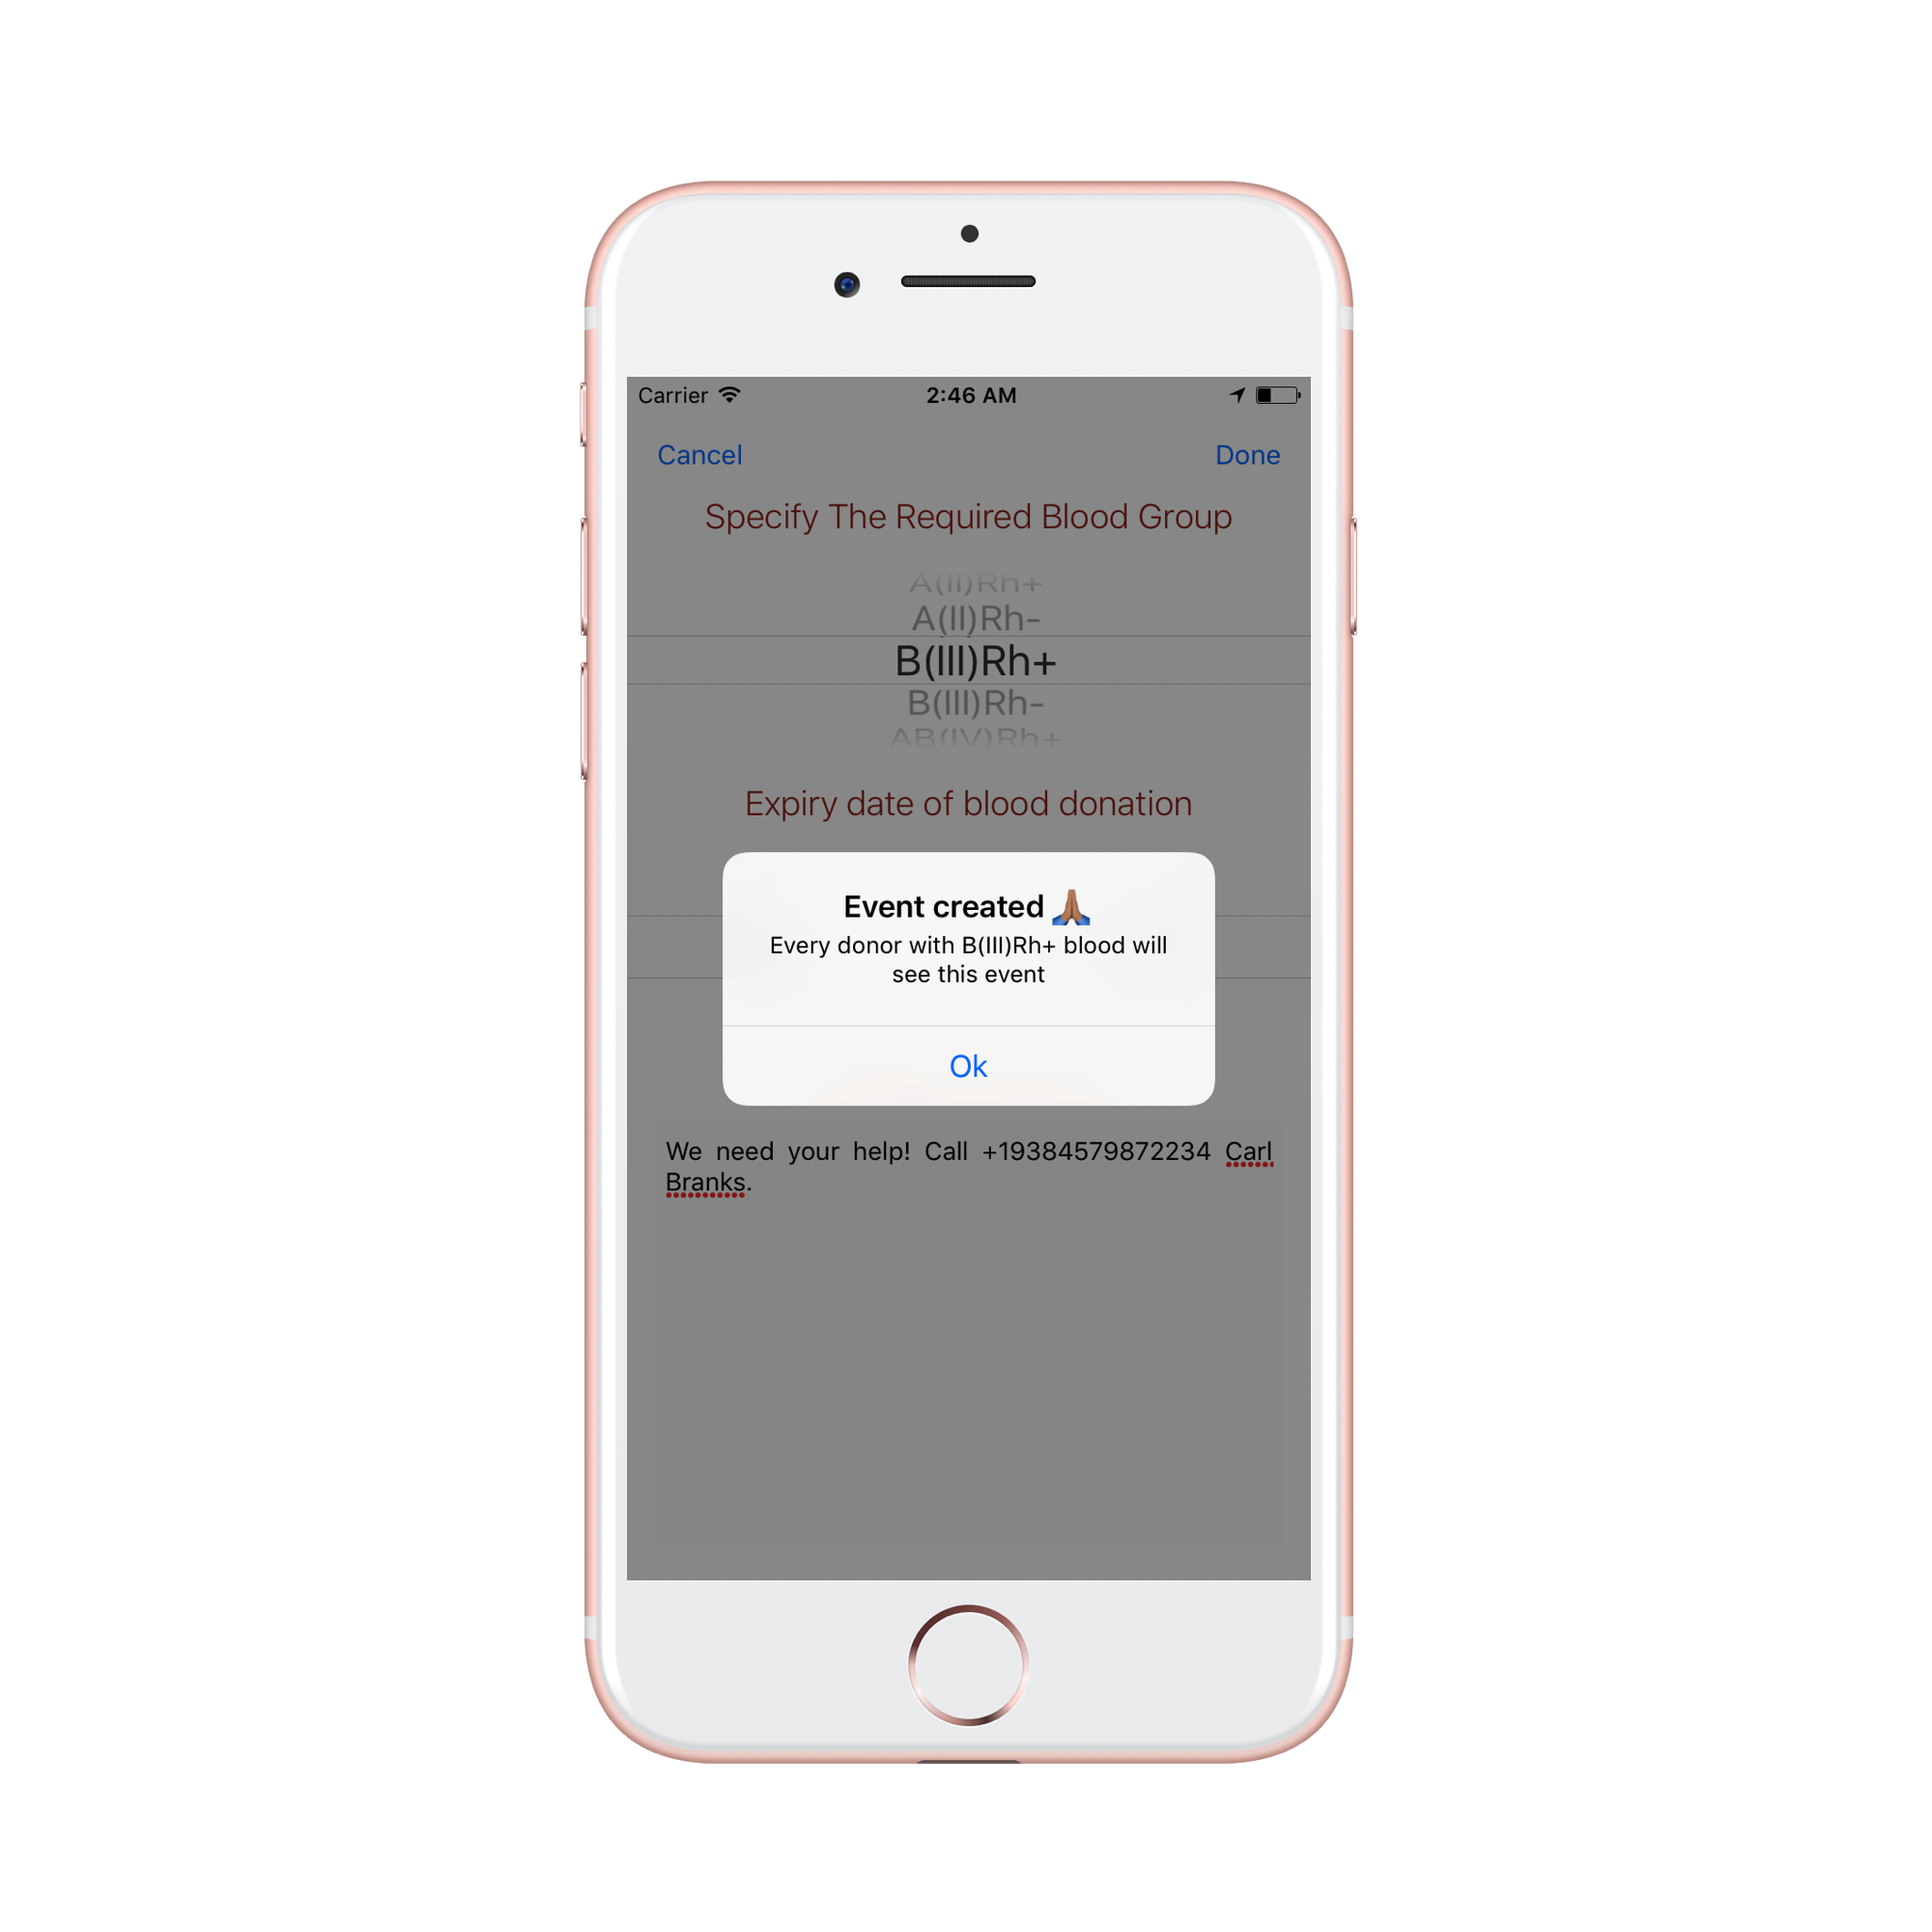 Carrier 2:46 AM
Cancel Done
Specify The Required Blood Group
A(II)Rh+
A(II)Rh-
B(III)Rh+
B(III)Rh-
AB(IV)Rh+
Expiry date of blood donation
Event created 🙏🏽
Every donor with B(III)Rh+ blood will
see this event
Ok
We need your help! Call +19384579872234 Carl
Branks.